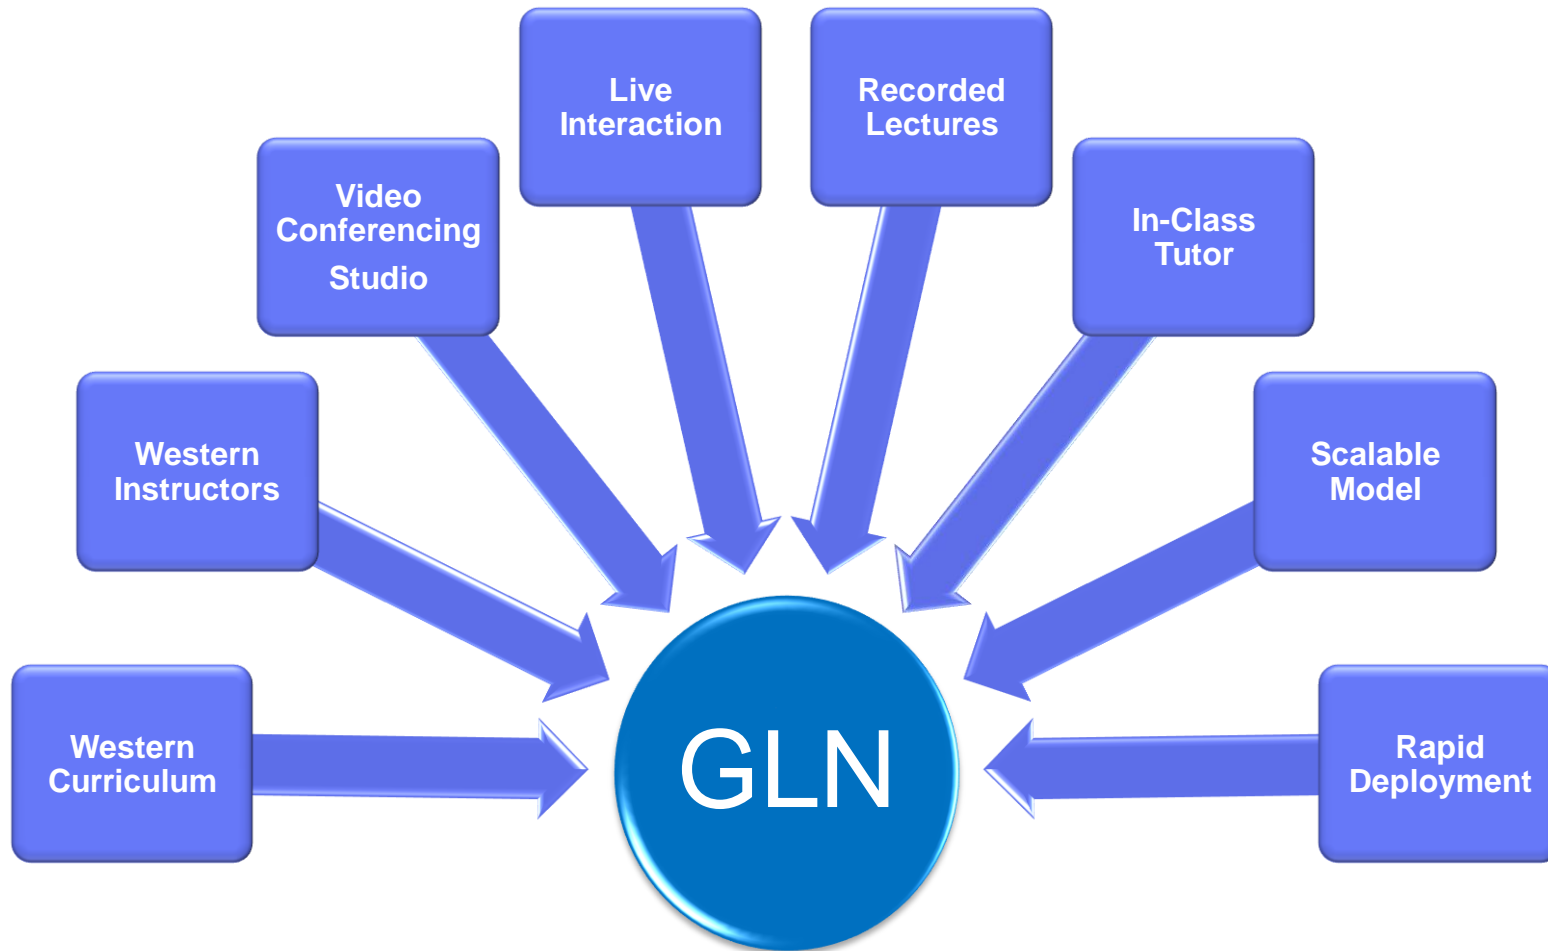 Live
Interaction
Recorded
Lectures
Video
Conferencing
Studio
In-Class
Tutor
Western
Instructors
Scalable
Model
Western
Curriculum
GLN
Rapid
Deployment